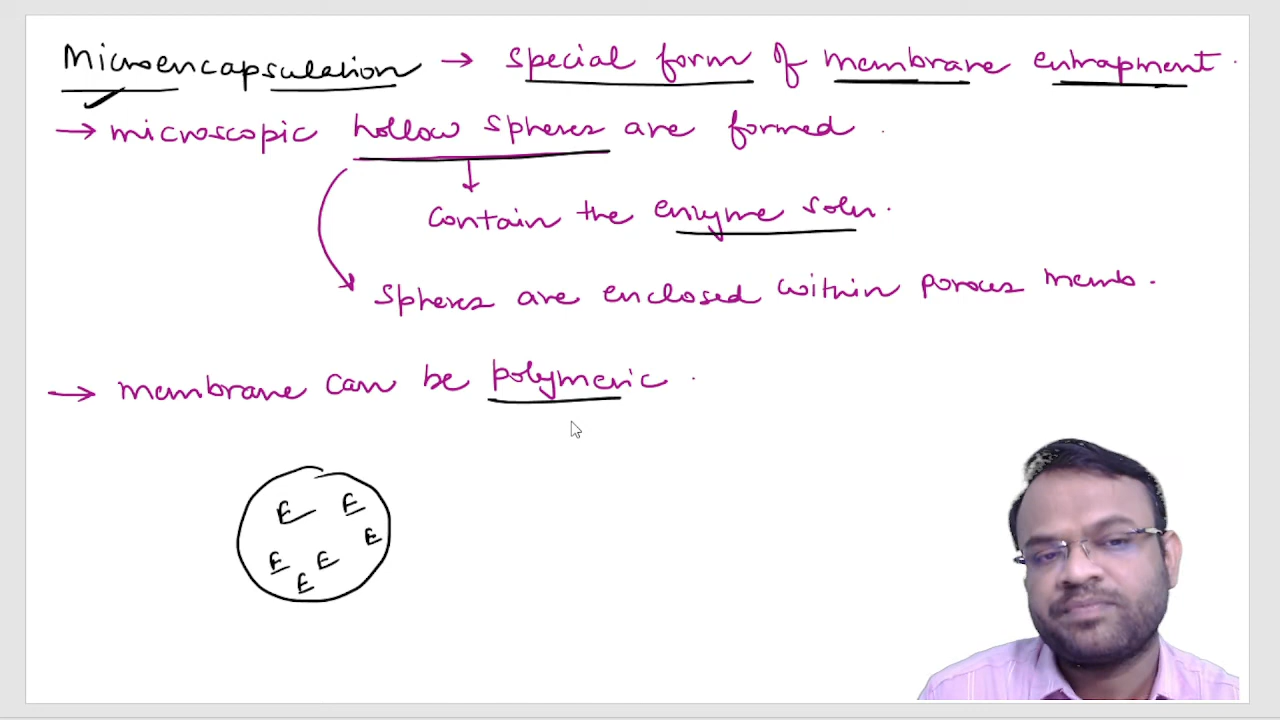 Microencapsulation → special form of membrane entrapment.
→ microscopic hollow spheres are formed.
Contain the enzyme soln.
Spheres are enclosed within porous memb.
→ membrane can be polymeric.
E E
E
E E
E